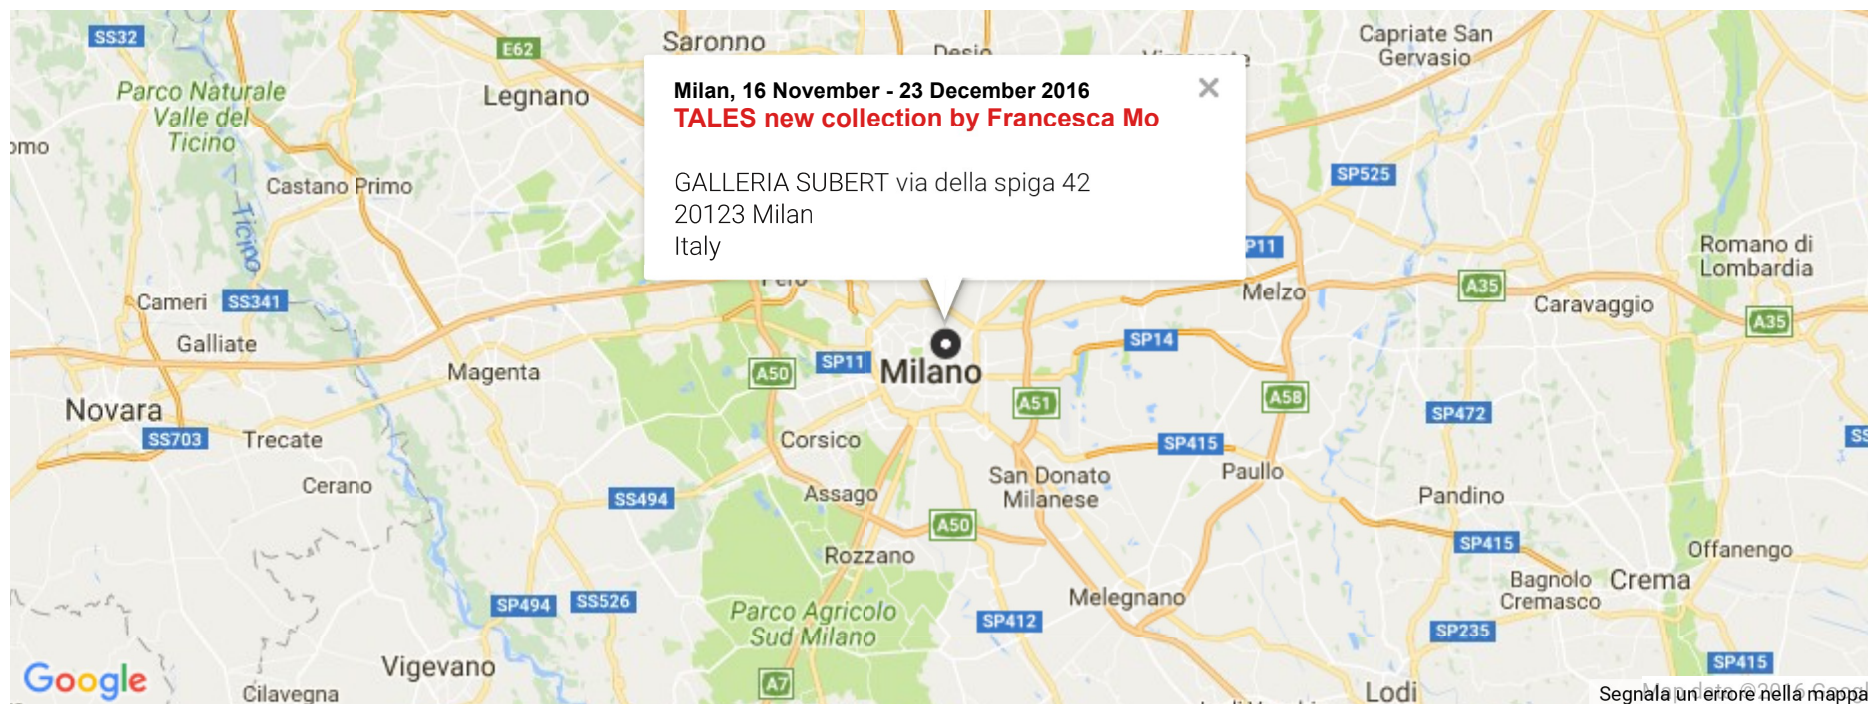 SS32
E62
Saronno
Desio
Capriate San
Gervasio
Parco Naturale
Valle del
Ticino
Legnano
Milan, 16 November - 23 December 2016
TALES new collection by Francesca Mo
GALLERIA SUBERT via della spiga 42
20123 Milan
Italy
omo
Castano Primo
SP525
Ticino
P11
Romano di
Lombardia
Cameri
SS341
Pero
Melzo
A35
Caravaggio
A35
Galliate
Magenta
A50
SP11
Milano
SP14
A51
A58
SP472
Novara
SS703
Trecate
Corsico
SP415
SS
Cerano
SS494
Assago
San Donato
Milanese
Paullo
Pandino
A50
Rozzano
SP415
Offanengo
Bagnolo
Cremasco
Crema
SP494
SS526
Parco Agricolo
Sud Milano
SP412
Melegnano
SP235
Vigevano
A7
SP415
Google
Cilavegna
Lodi
Segnala un errore nella mappa